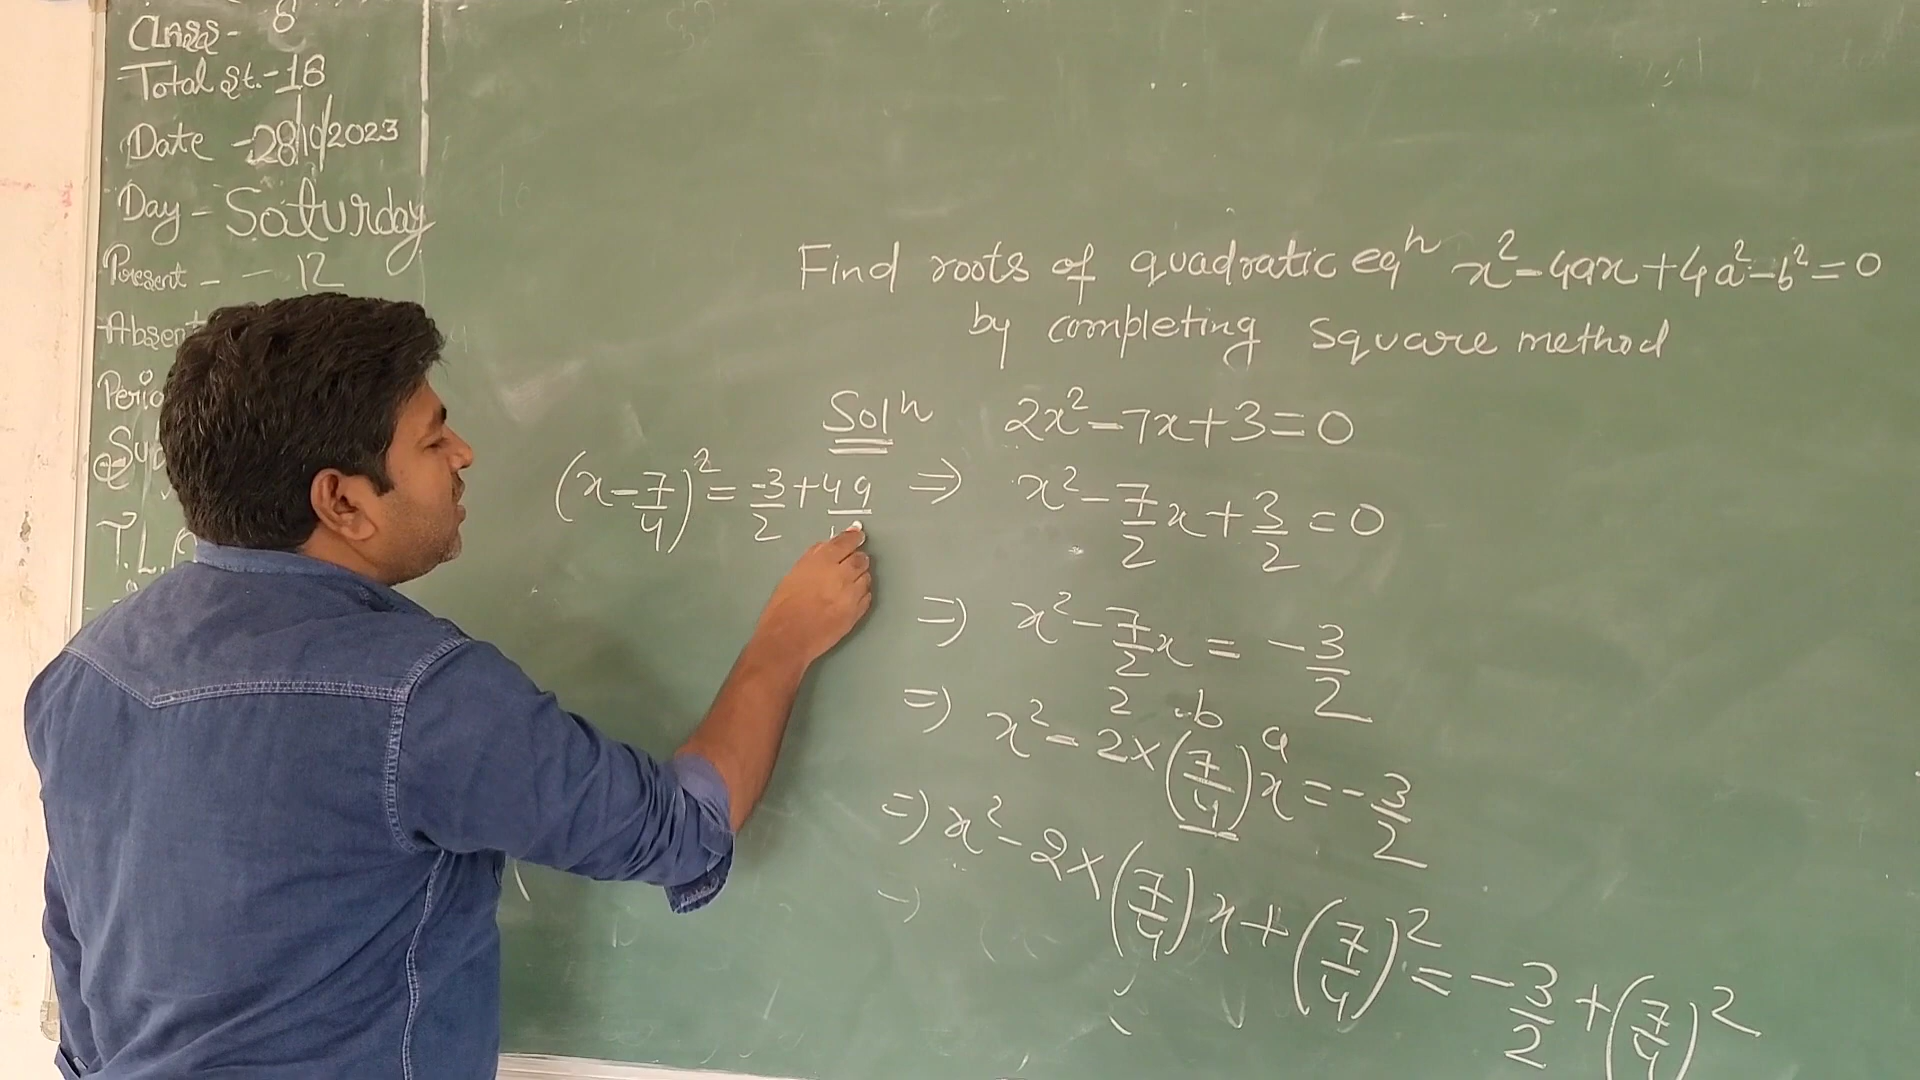 Class - 8
Total St. - 18
Date - 28/10/2023
Day - Saturday
Present - - 12
Absent
Perio
T.L.
Find roots of quadratic eqⁿ x² - 4ax + 4a² - b² = 0
by completing square method
Solⁿ 2x² - 7x + 3 = 0
⇒ x² - 7/2 x + 3/2 = 0
⇒ x² - 7/2 x = - 3/2
2 b a
⇒ x² - 2 × (7/4) x = - 3/2
⇒ x² - 2 × (7/4) x + (7/4)² = - 3/2 + (7/4)²
(x - 7/4)² = -3/2 + 49